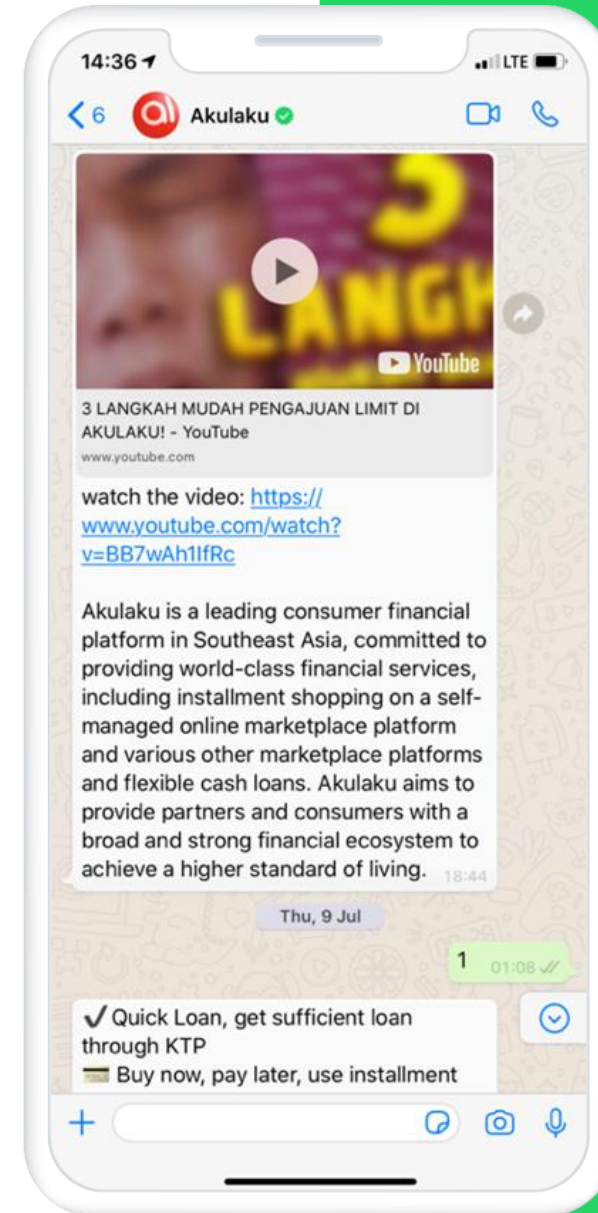 14:36
LTE
6
Akulaku
3
LANGK
YouTube
3 LANGKAH MUDAH PENGAJUAN LIMIT DI
AKULAKU! - YouTube
www.youtube.com
watch the video: https://
www.youtube.com/watch?
v=BB7wAh1IfRc
Akulaku is a leading consumer financial
platform in Southeast Asia, committed to
providing world-class financial services,
including installment shopping on a self-
managed online marketplace platform
and various other marketplace platforms
and flexible cash loans. Akulaku aims to
provide partners and consumers with a
broad and strong financial ecosystem to
achieve a higher standard of living. 18:44
Thu, 9 Jul
1 01:08
Quick Loan, get sufficient loan
through KTP
Buy now, pay later, use installment